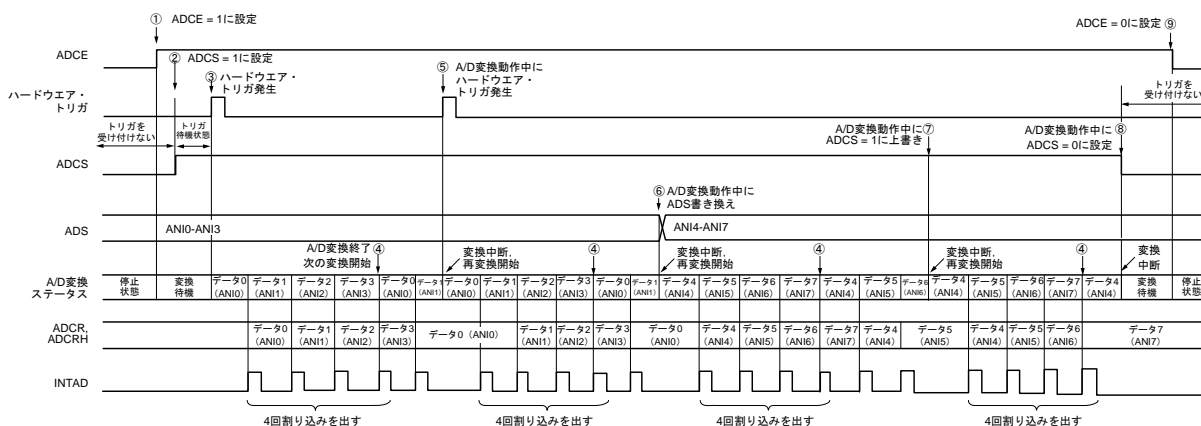 ① ADCE = 1に設定
ADCE = 0に設定 ⑨
ADCE
② ADCS = 1に設定
③ ハードウエア・
トリガ発生
⑤ A/D変換動作中に
ハードウエア・
トリガ発生
ハードウエア・
トリガ
トリガを
受け付けない
トリガ
待機状態
トリガを
受け付けない
A/D変換動作中に⑦
ADCS = 1に上書き
A/D変換動作中に ⑧
ADCS = 0に設定
ADCS
⑥ A/D変換動作中に
ADS書き換え
ADS
ANI0-ANI3
ANI4-ANI7
A/D変換終了④
次の変換開始
変換中断,
再変換開始
④
変換中断,
再変換開始
④
変換中断,
再変換開始
④
変換
中断
A/D変換
ステータス
停止 変換 データ0 データ1 データ2 データ3 データ0 データ1 データ0 データ1 データ2 データ3 データ0 データ1 データ4 データ5 データ6 データ7 データ4 データ5 データ6 データ4 データ5 データ6 データ7 データ4 変換 停止
状態 待機 (ANI0) (ANI1) (ANI2) (ANI3) (ANI0) (ANI1) (ANI0) (ANI1) (ANI2) (ANI3) (ANI0) (ANI1) (ANI4) (ANI5) (ANI6) (ANI7) (ANI4) (ANI5) (ANI6) (ANI4) (ANI5) (ANI6) (ANI7) (ANI4) 待機 状態
ADCR,
ADCRH
データ0 データ1 データ2 データ3 データ0 (ANI0) データ1 データ2 データ3 データ0 データ4 データ5 データ6 データ7 データ4 データ5 データ4 データ5 データ6 データ7
(ANI0) (ANI1) (ANI2) (ANI3) (ANI1) (ANI2) (ANI3) (ANI0) (ANI4) (ANI5) (ANI6) (ANI7) (ANI4) (ANI5) (ANI4) (ANI5) (ANI6) (ANI7)
INTAD
4回割り込みを出す
4回割り込みを出す
4回割り込みを出す
4回割り込みを出す